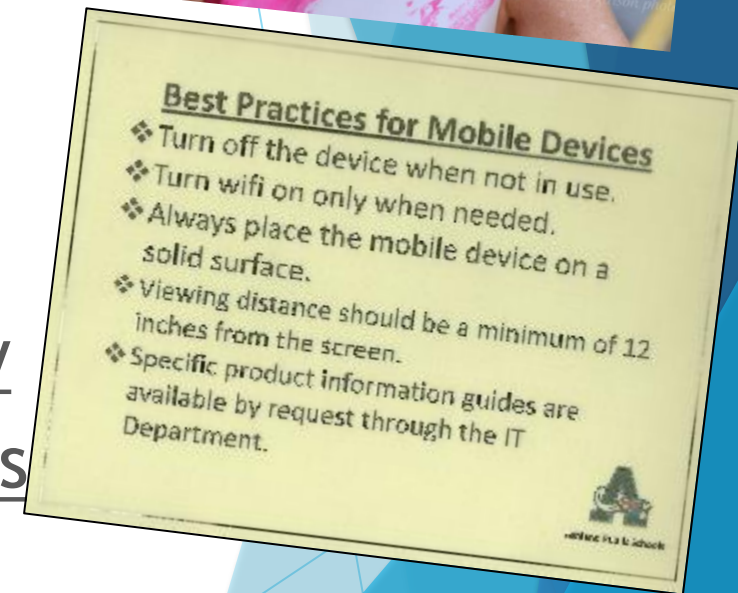 Best Practices for Mobile Devices
❖ Turn off the device when not in use.
❖ Turn wifi on only when needed.
❖ Always place the mobile device on a
solid surface.
❖ Viewing distance should be a minimum of 12
inches from the screen.
❖ Specific product information guides are
available by request through the IT
Department.
A
Public Schools
y
s